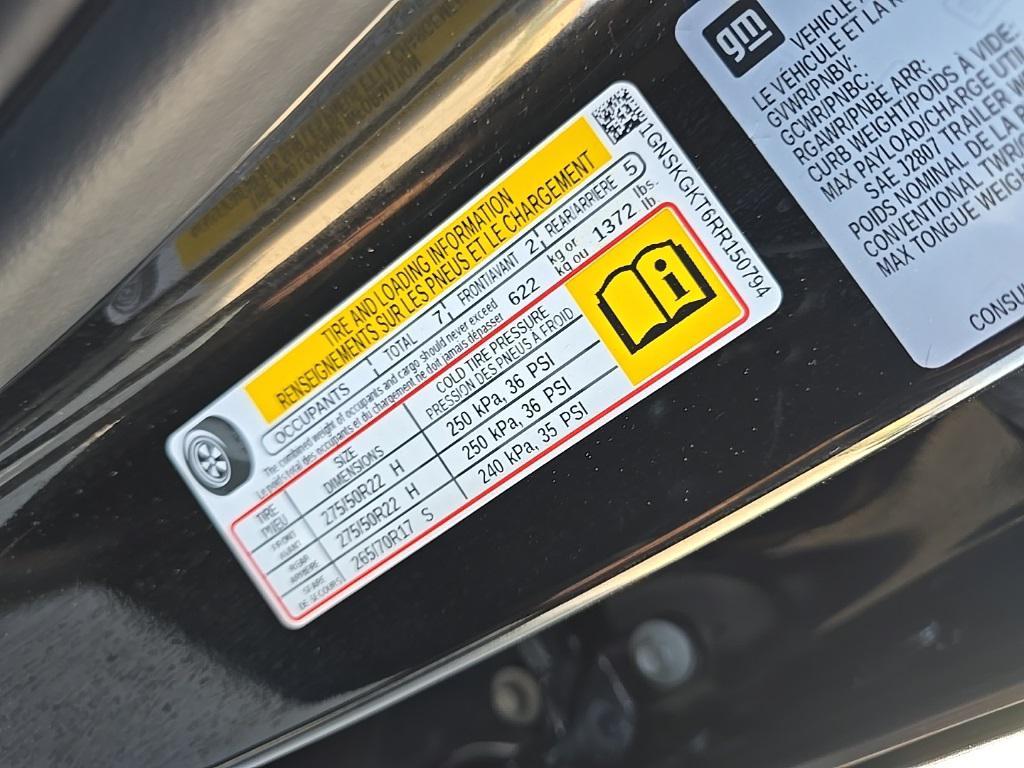 TIRE AND LOADING INFORMATION
RENSEIGNEMENTS SUR LES PNEUS ET LE CHARGEMENT
OCCUPANTS TOTAL 7 FRONT/AVANT 2 REAR/ARRIERE 5
The combined weight of occupants and cargo should never exceed 622 kg or 1372 lbs.
Le poids total des occupants et du chargement ne doit jamais dépasser kg ou lb.
TIRE SIZE COLD TIRE PRESSURE
PNEU DIMENSIONS PRESSION DES PNEUS À FROID
FRONT AVANT 275/50R22 H 250 kPa, 36 PSI
REAR ARRIERE 275/50R22 H 250 kPa, 36 PSI
SPARE DE SECOURS 265/70R17 S 240 kPa, 35 PSI
i
1GNSKGKT6RR150794
gm
VEHICLE
LE VÉHICULE ET LA
GVWR/PNBV:
GCWR/PNBC:
RGAWR/PNBE ARR:
CURB WEIGHT/POIDS À VIDE:
MAX PAYLOAD/CHARGE
SAE J2807 TRAILER
POIDS NOMINAL DE LA
CONVENTIONAL TWR/
MAX TONGUE